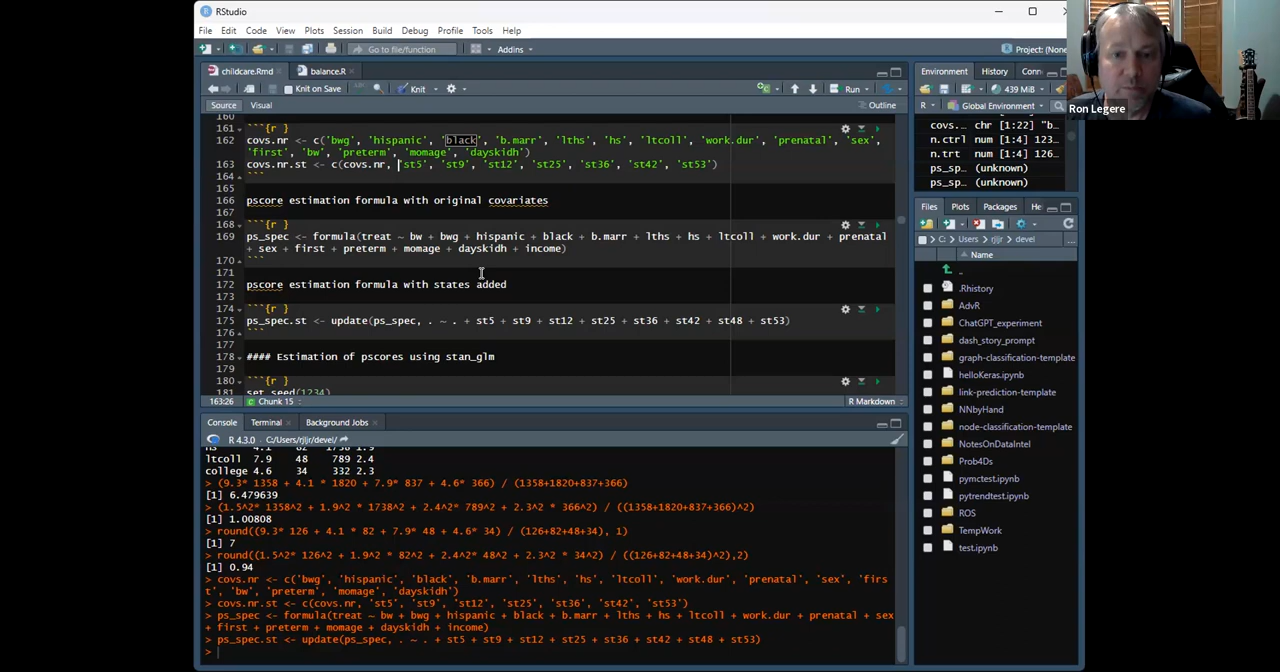 RStudio
File Edit Code View Plots Session Build Debug Profile Tools Help
Go to file/function
Addins
Project: (None
childcare.Rmd
balance.R
Knit on Save
Knit
Run
Source Visual
Outline
160
161 ```{r }
162 covs.nr <- c('bwg', 'hispanic', 'black', 'b.marr', 'lths', 'hs', 'ltcoll', 'work.dur', 'prenatal', 'sex',
'first', 'bw', 'preterm', 'momage', 'dayskidh')
163 covs.nr.st <- c(covs.nr, 'st5', 'st9', 'st12', 'st25', 'st36', 'st42', 'st53')
164 ```
165
166 pscore estimation formula with original covariates
167
168 ```{r }
169 ps_spec <- formula(treat ~ bw + bwg + hispanic + black + b.marr + lths + hs + ltcoll + work.dur + prenatal
+ sex + first + preterm + momage + dayskidh + income)
170 ```
171
172 pscore estimation formula with states added
173
174 ```{r }
175 ps_spec.st <- update(ps_spec, . ~ . + st5 + st9 + st12 + st25 + st36 + st42 + st48 + st53)
176 ```
177
178 #### Estimation of pscores using stan_glm
179
180 ```{r }
181 set.seed(1234)
163:26 Chunk 15
R Markdown
Console Terminal Background Jobs
R 4.3.0 · C:/Users/rjljr/devel/
hs 4.1 82 1738 1.9
ltcoll 7.9 48 789 2.4
college 4.6 34 332 2.3
> (9.3* 1358 + 4.1 * 1820 + 7.9* 837 + 4.6* 366) / (1358+1820+837+366)
[1] 6.479639
> (1.5^2* 1358^2 + 1.9^2 * 1738^2 + 2.4^2* 789^2 + 2.3^2 * 366^2) / ((1358+1820+837+366)^2)
[1] 1.00808
> round((9.3* 126 + 4.1 * 82 + 7.9* 48 + 4.6* 34) / (126+82+48+34), 1)
[1] 7
> round((1.5^2* 126^2 + 1.9^2 * 82^2 + 2.4^2* 48^2 + 2.3^2 * 34^2) / ((126+82+48+34)^2),2)
[1] 0.94
> covs.nr <- c('bwg', 'hispanic', 'black', 'b.marr', 'lths', 'hs', 'ltcoll', 'work.dur', 'prenatal', 'sex', 'firs
t', 'bw', 'preterm', 'momage', 'dayskidh')
> covs.nr.st <- c(covs.nr, 'st5', 'st9', 'st12', 'st25', 'st36', 'st42', 'st53')
> ps_spec <- formula(treat ~ bw + bwg + hispanic + black + b.marr + lths + hs + ltcoll + work.dur + prenatal + sex
+ first + preterm + momage + dayskidh + income)
> ps_spec.st <- update(ps_spec, . ~ . + st5 + st9 + st12 + st25 + st36 + st42 + st48 + st53)
>
Environment History Conn
439 MiB
R Global Environment
covs.… chr [1:22] "b…
n.ctrl num [1:4] 123…
n.trt num [1:4] 126…
ps_sp… (unknown)
ps_sp… (unknown)
Files Plots Packages He
C: Users rjljr devel
Name
..
.Rhistory
AdvR
ChatGPT_experiment
dash_story_prompt
graph-classification-template
helloKeras.ipynb
link-prediction-template
NNbyHand
node-classification-template
NotesOnDataIntel
Prob4Ds
pymctest.ipynb
pytrendtest.ipynb
ROS
TempWork
test.ipynb
Ron Legere